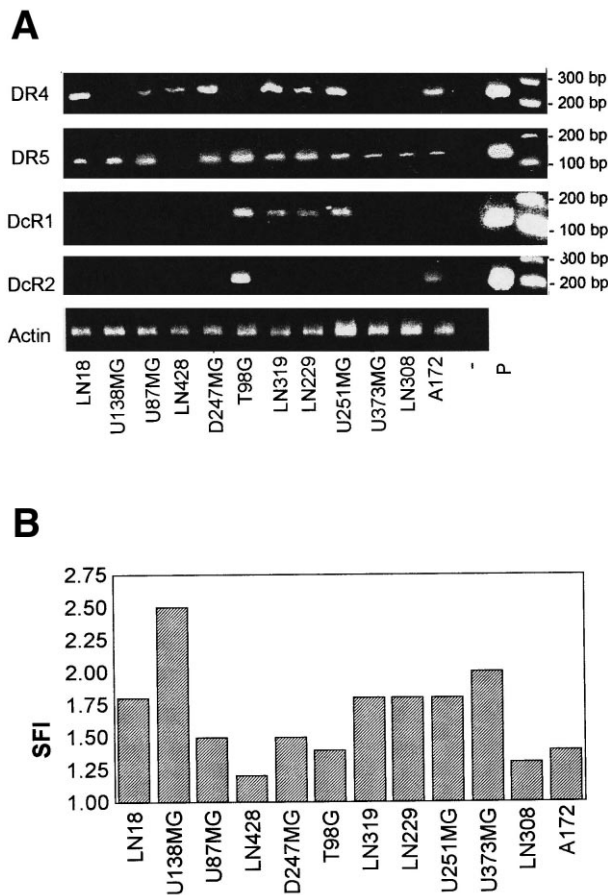 A
DR4
- 300 bp
- 200 bp
DR5
- 200 bp
- 100 bp
DcR1
- 200 bp
- 100 bp
DcR2
- 300 bp
- 200 bp
Actin
LN18
U138MG
U87MG
LN428
D247MG
T98G
LN319
LN229
U251MG
U373MG
LN308
A172
-
P
B
2.75
2.50
2.25
2.00
1.75
1.50
1.25
1.00
SFI
LN18
U138MG
U87MG
LN428
D247MG
T98G
LN319
LN229
U251MG
U373MG
LN308
A172